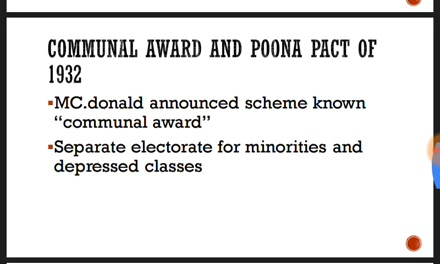 COMMUNAL AWARD AND POONA PACT OF
1932
▪MC.donald announced scheme known
“communal award”
▪Separate electorate for minorities and
depressed classes